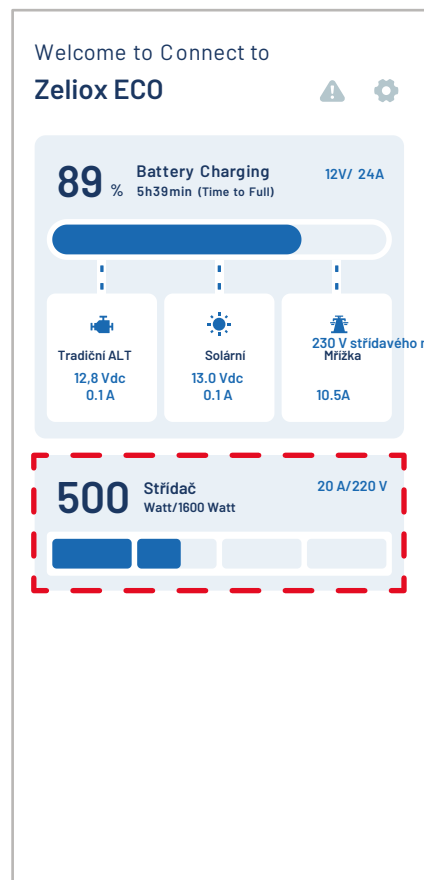 Welcome to Connect to
Zeliox ECO
89 %
Battery Charging
5h39min (Time to Full)
12V/ 24A
Tradiční ALT
12,8 Vdc
0.1 A
Solární
13.0 Vdc
0.1 A
230 V střídavého
Mřížka
10.5A
500
Střídač
Watt/1600 Watt
20 A/220 V